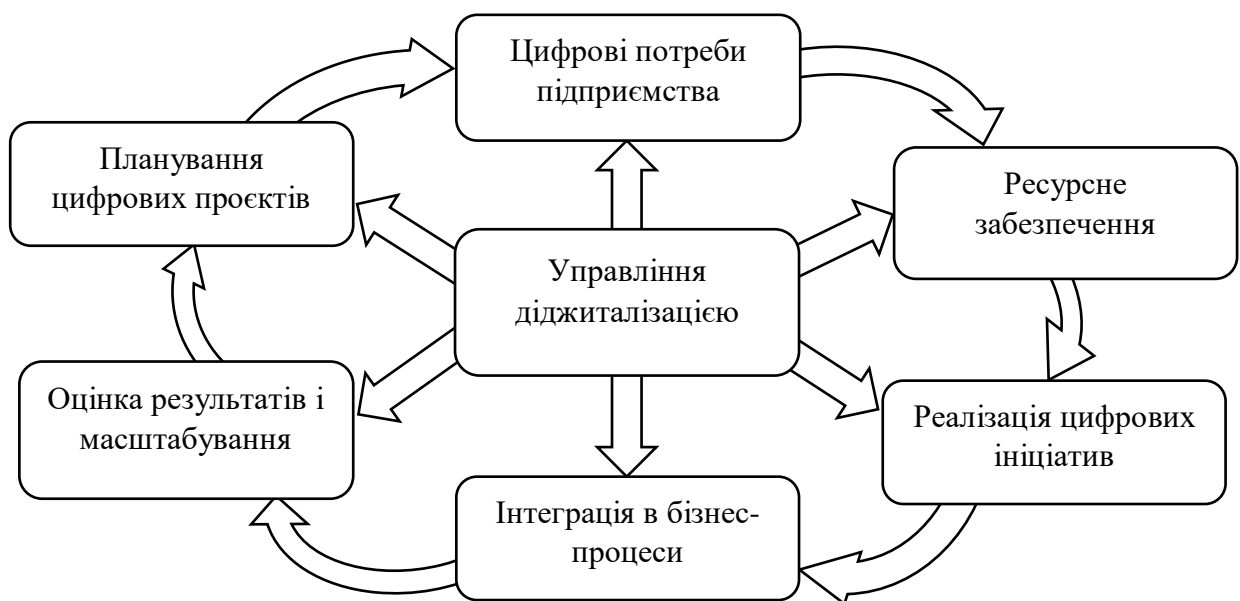 Цифрові потреби
підприємства
Планування
цифрових проєктів
Ресурсне
забезпечення
Управління
діджиталізацією
Оцінка результатів і
масштабування
Реалізація цифрових
ініціатив
Інтеграція в бізнес-
процеси